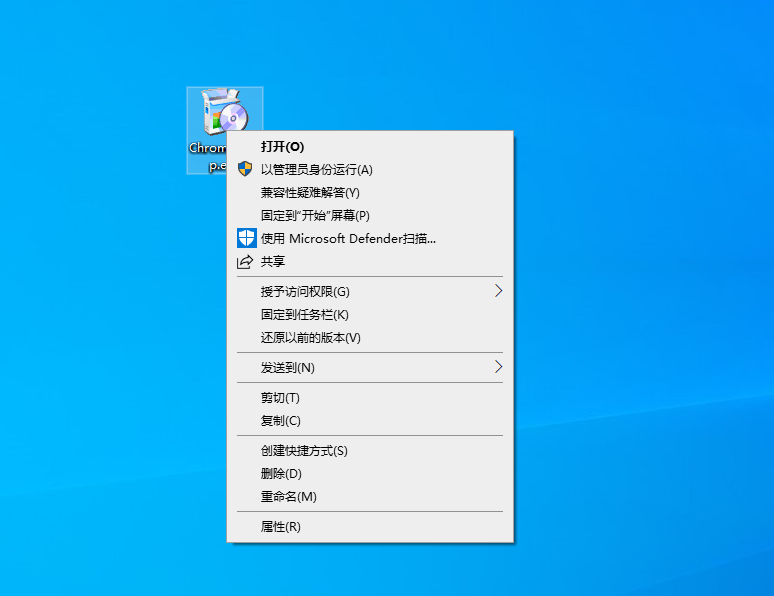 Chrom
p.e
打开(O)
以管理员身份运行(A)
兼容性疑难解答(Y)
固定到"开始"屏幕(P)
使用 Microsoft Defender扫描...
共享
授予访问权限(G)
固定到任务栏(K)
还原以前的版本(V)
发送到(N)
剪切(T)
复制(C)
创建快捷方式(S)
删除(D)
重命名(M)
属性(R)